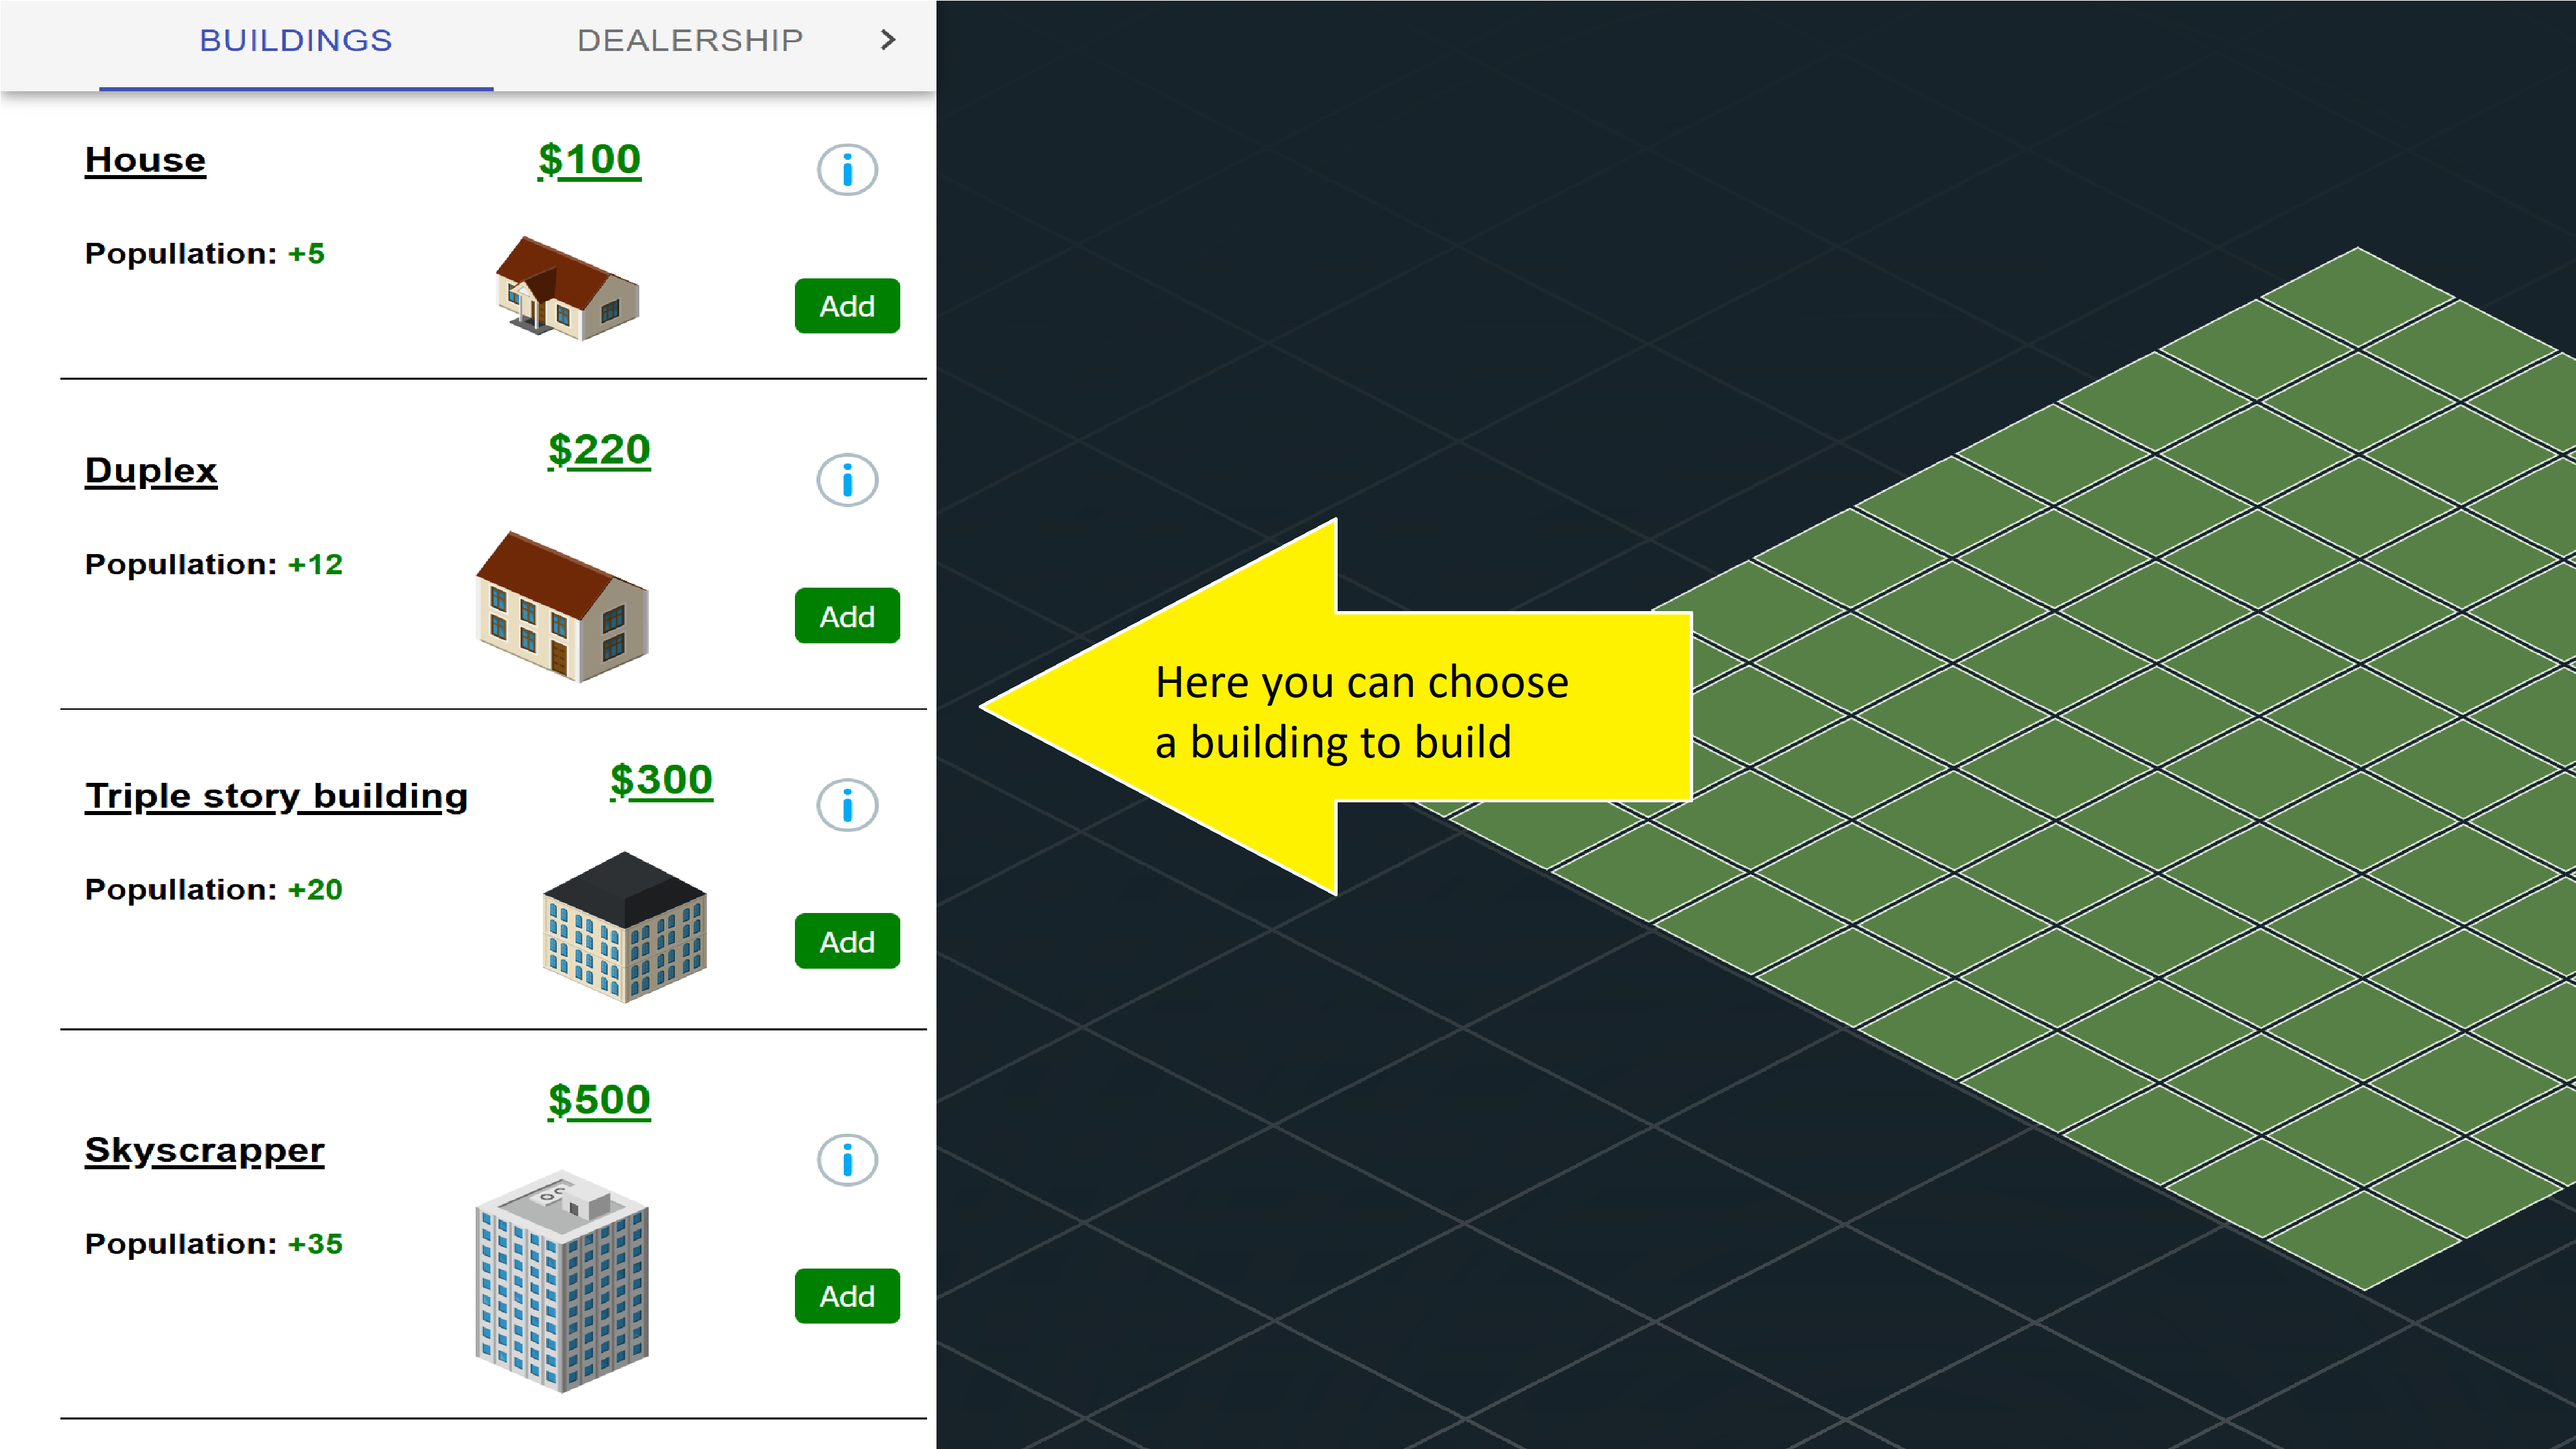 BUILDINGS DEALERSHIP >
House $100 i
Popullation: +5
Add
$220
Duplex i
Popullation: +12
Add
$300
Triple story building i
Popullation: +20
Add
$500
Skyscrapper i
Popullation: +35
Add
Here you can choose
a building to build